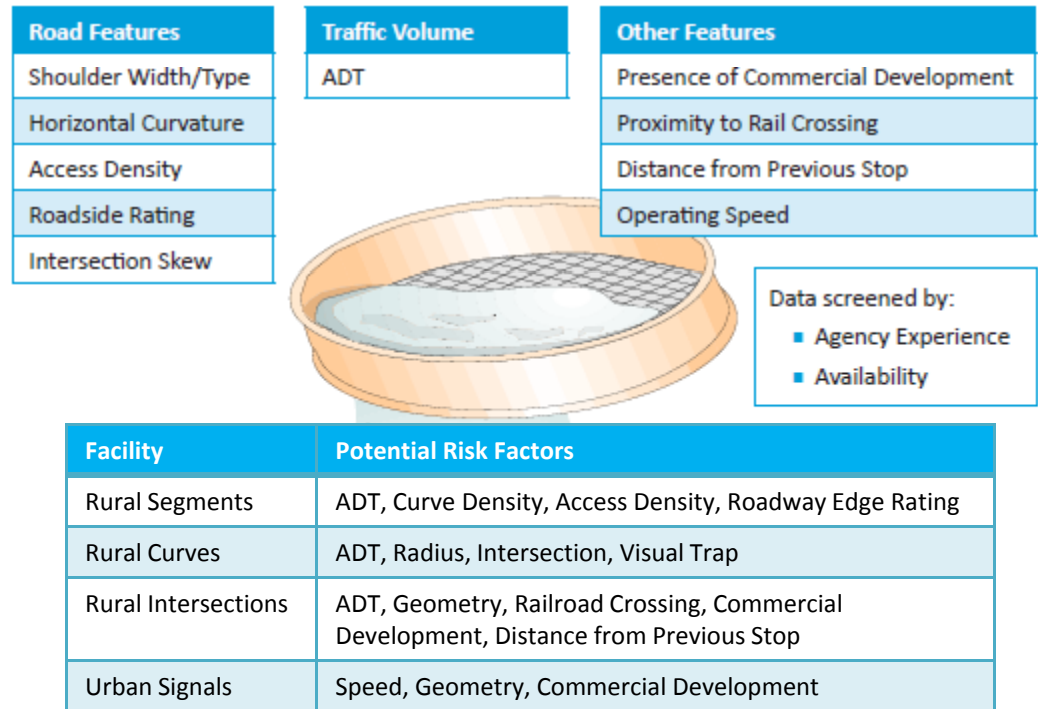 Road Features
Shoulder Width/Type
Horizontal Curvature
Access Density
Roadside Rating
Intersection Skew
Traffic Volume
ADT
Other Features
Presence of Commercial Development
Proximity to Rail Crossing
Distance from Previous Stop
Operating Speed
Data screened by:
▪ Agency Experience
▪ Availability
Facility
Potential Risk Factors
Rural Segments
ADT, Curve Density, Access Density, Roadway Edge Rating
Rural Curves
ADT, Radius, Intersection, Visual Trap
Rural Intersections
ADT, Geometry, Railroad Crossing, Commercial
Development, Distance from Previous Stop
Urban Signals
Speed, Geometry, Commercial Development